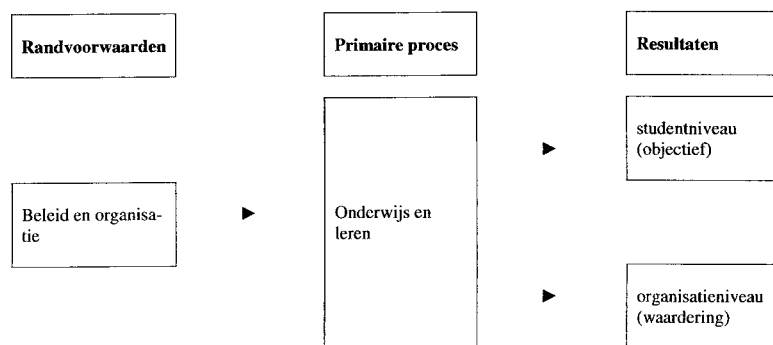 Randvoorwaarden
Primaire proces
Resultaten
studentniveau
(objectief)
Beleid en organisa-
tie
Onderwijs en
leren
organisatieniveau
(waardering)